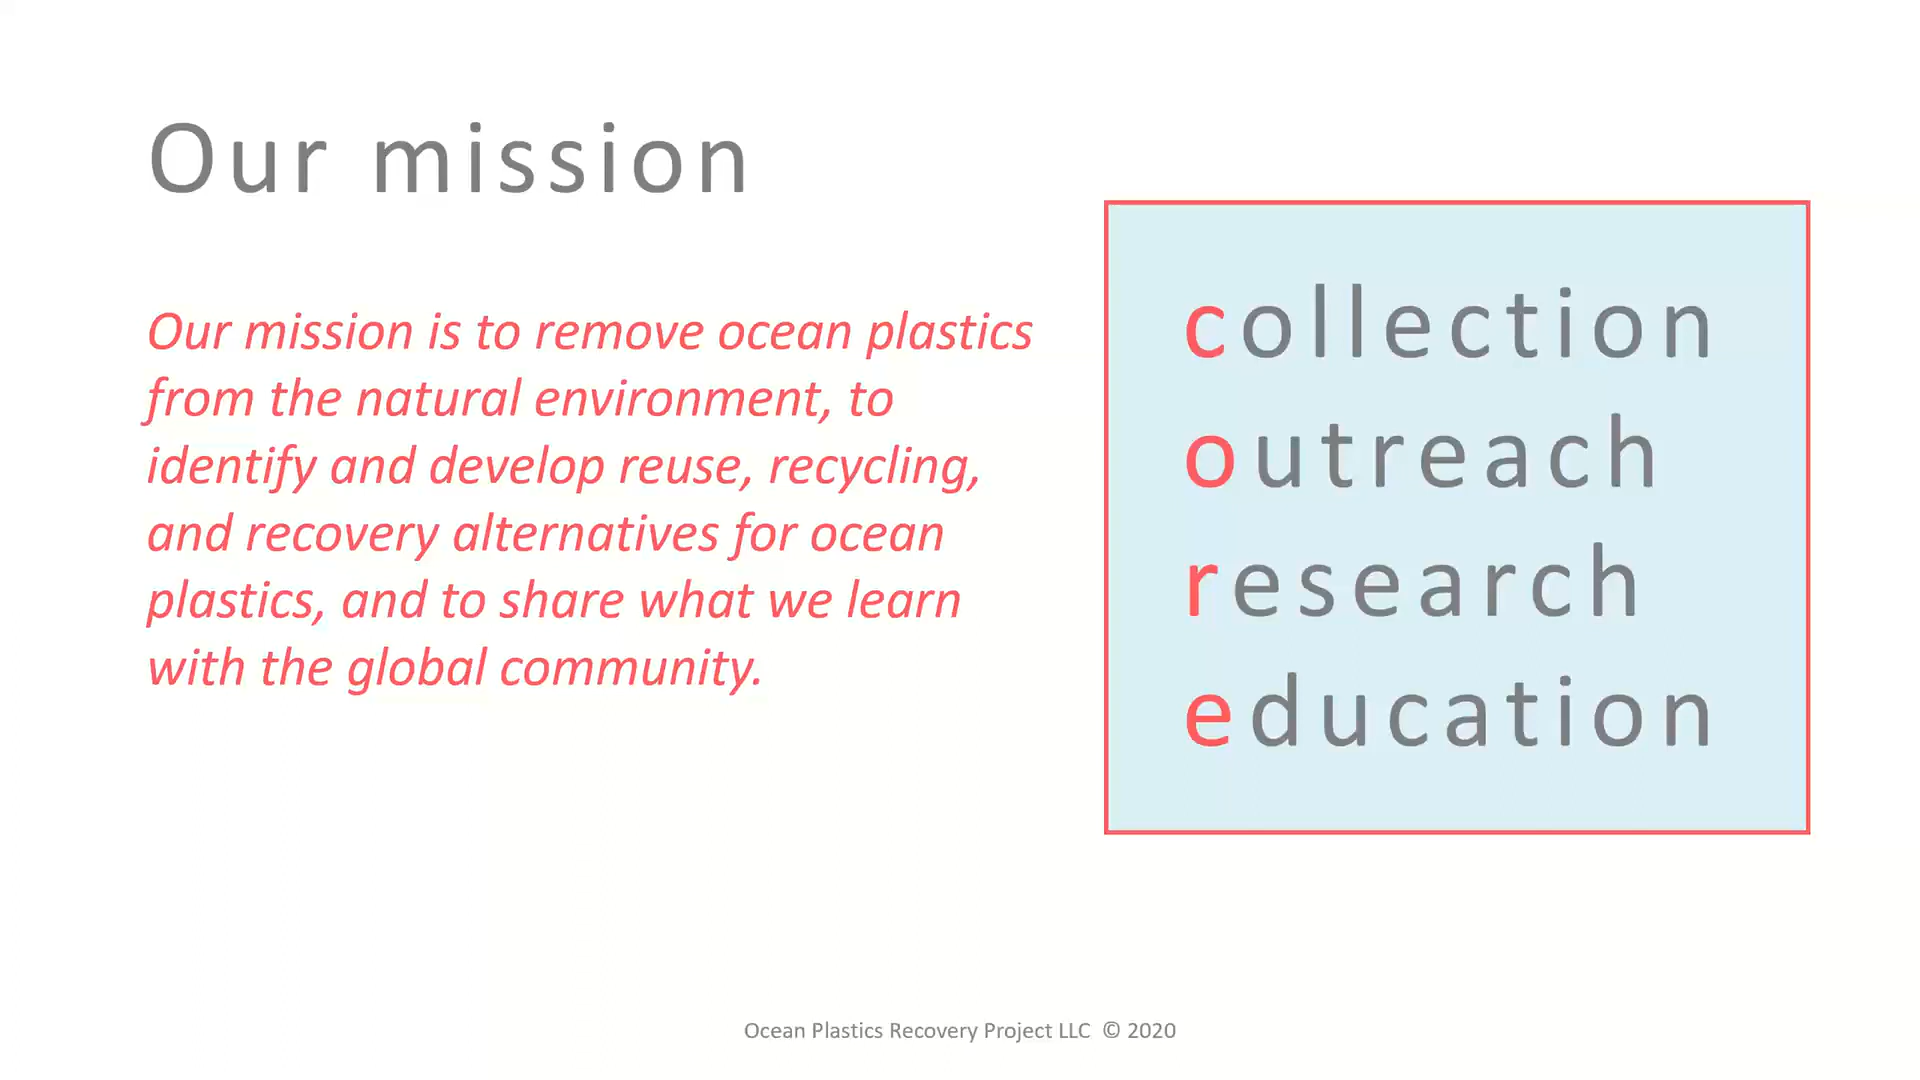 Our mission
Our mission is to remove ocean plastics
from the natural environment, to
identify and develop reuse, recycling,
and recovery alternatives for ocean
plastics, and to share what we learn
with the global community.
collection
outreach
research
education
Ocean Plastics Recovery Project LLC © 2020